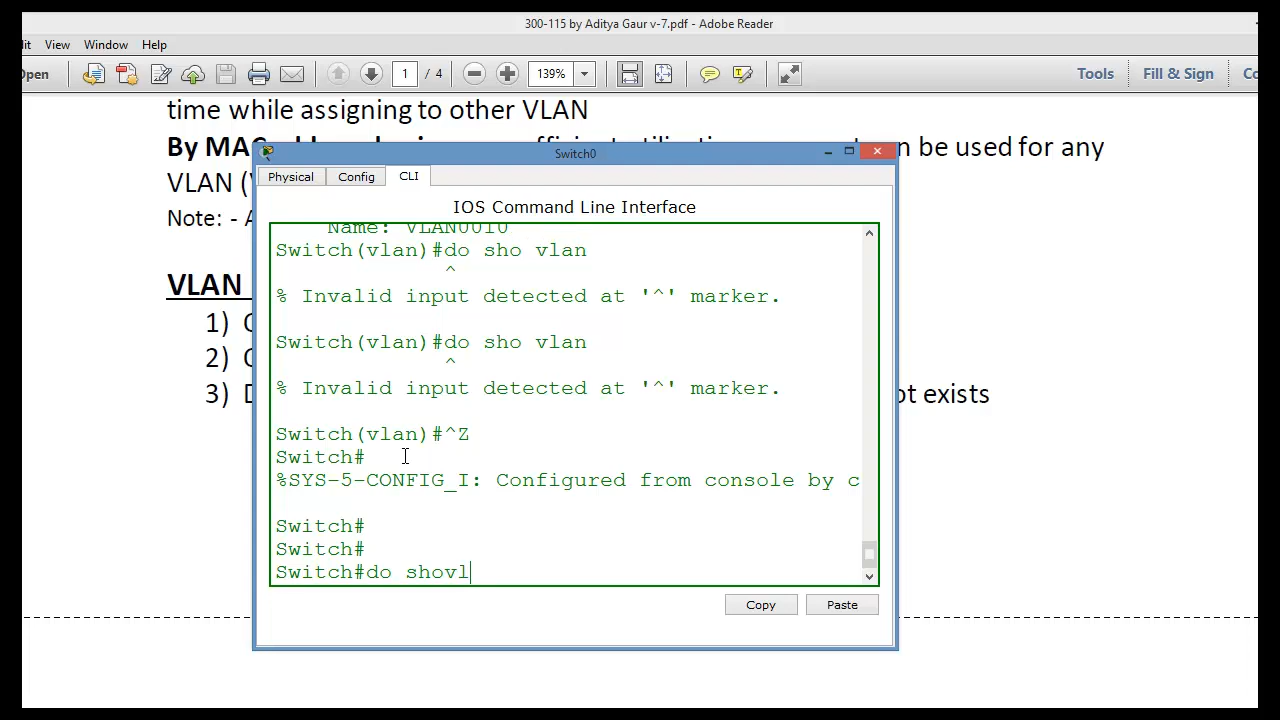 300-115 by Aditya Gaur v-7.pdf - Adobe Reader
it View Window Help
Open 1 / 4 139% Tools Fill & Sign Co
time while assigning to other VLAN
By MAC n be used for any
VLAN (
Note: - A
VLAN
1) C
2) C
3) D ot exists
Switch0
Physical Config CLI
IOS Command Line Interface
Name: VLAN0010
Switch(vlan)#do sho vlan
^
% Invalid input detected at '^' marker.
Switch(vlan)#do sho vlan
^
% Invalid input detected at '^' marker.
Switch(vlan)#^Z
Switch#
%SYS-5-CONFIG_I: Configured from console by c
Switch#
Switch#
Switch#do shovl
Copy Paste